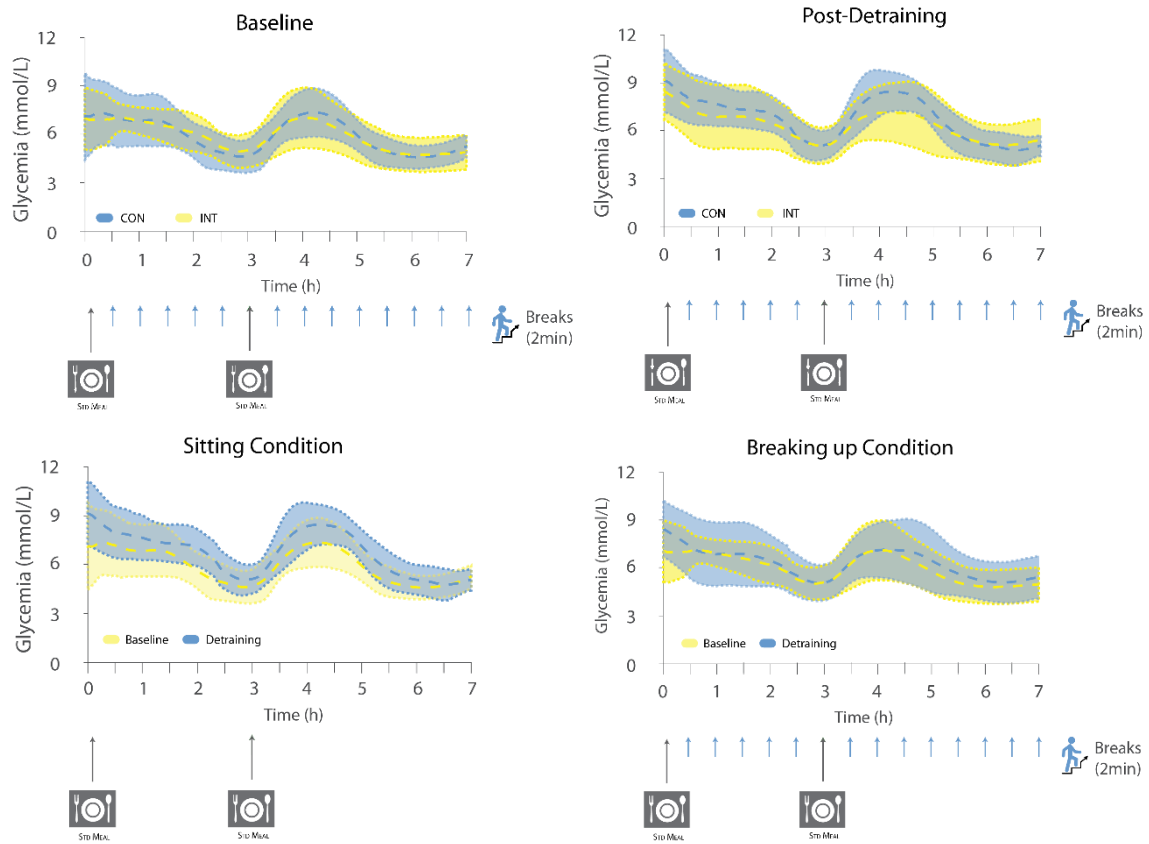 Baseline
Glycemia (mmol/L)
12
9
6
3
0
CON INT
0 1 2 3 4 5 6 7
Time (h)
Breaks
(2min)
STD MEAL STD MEAL
Post-Detraining
Glycemia (mmol/L)
12
9
6
3
0
CON INT
0 1 2 3 4 5 6 7
Time (h)
Breaks
(2min)
STD MEAL STD MEAL
Sitting Condition
Glycemia (mmol/L)
12
9
6
3
0
Baseline Detraining
0 1 2 3 4 5 6 7
Time (h)
STD MEAL STD MEAL
Breaking up Condition
Glycemia (mmol/L)
12
9
6
3
0
Baseline Detraining
0 1 2 3 4 5 6 7
Time (h)
Breaks
(2min)
STD MEAL STD MEAL